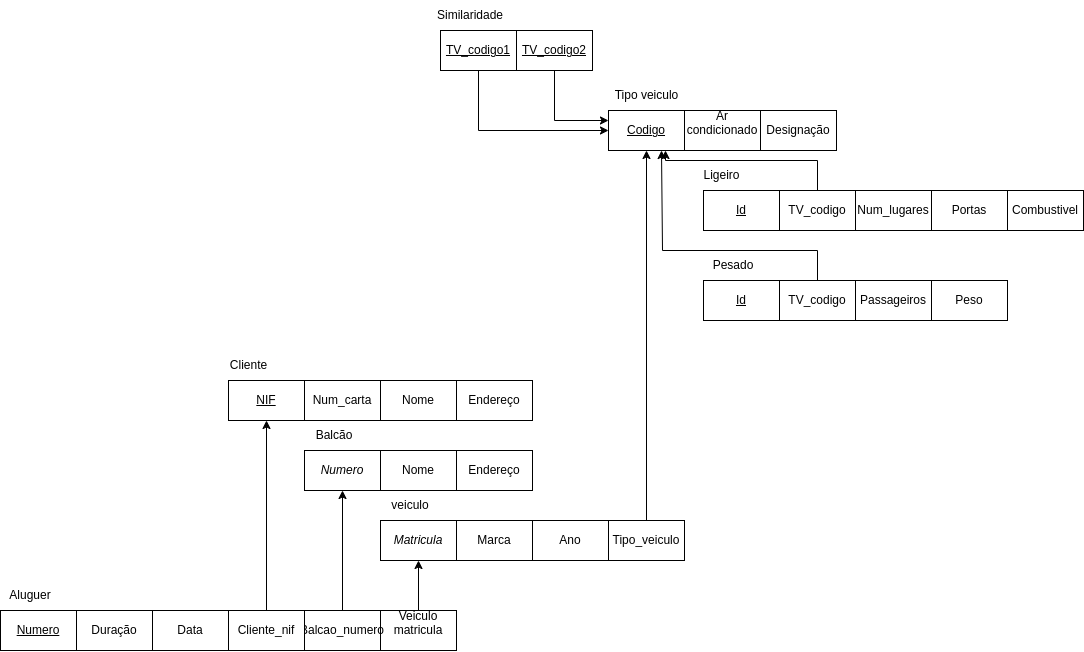 Similaridade
TV_codigo1 TV_codigo2
Tipo veiculo
Codigo Ar condicionado Designação
Ligeiro
Id TV_codigo Num_lugares Portas Combustivel
Pesado
Id TV_codigo Passageiros Peso
Cliente
NIF Num_carta Nome Endereço
Balcão
Numero Nome Endereço
veiculo
Matricula Marca Ano Tipo_veiculo
Aluguer
Numero Duração Data Cliente_nif Balcao_numero Veiculo matricula